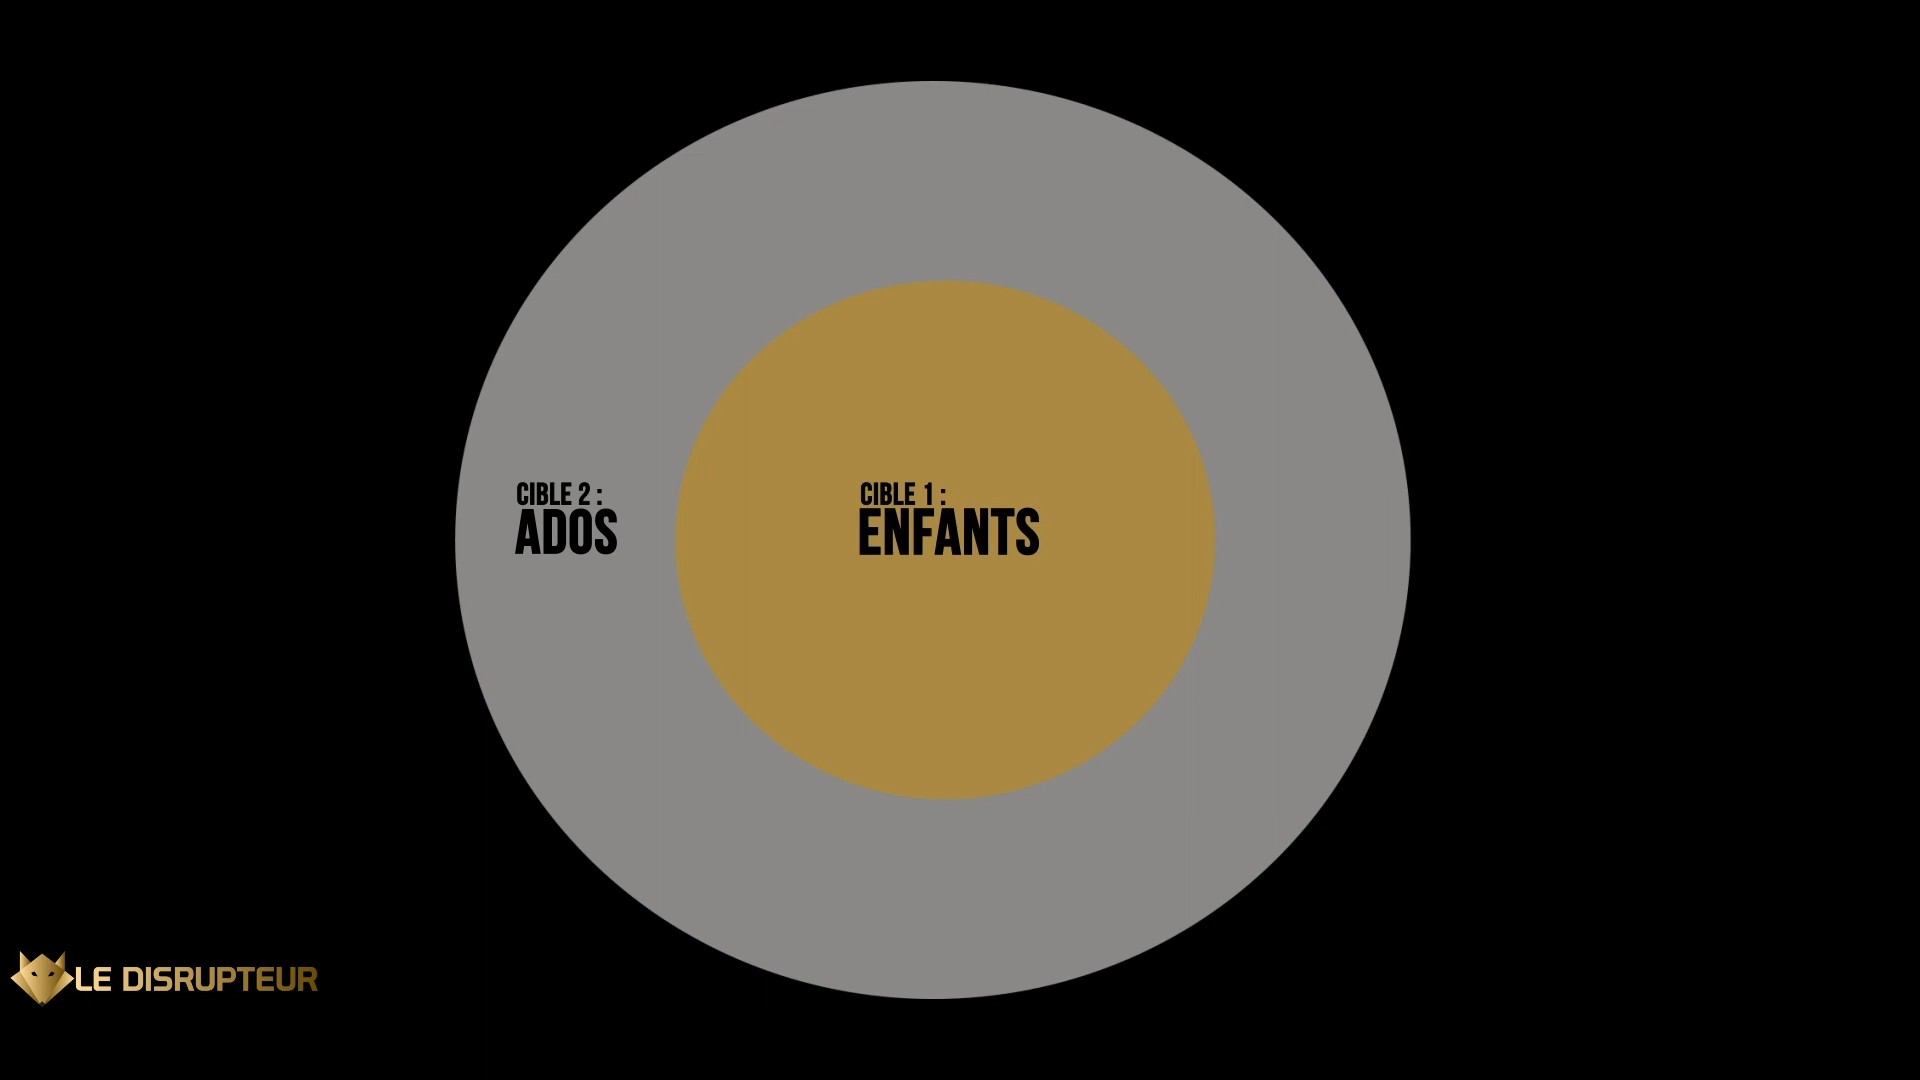 CIBLE 2 :
ADOS
CIBLE 1 :
ENFANTS
LE DISRUPTEUR